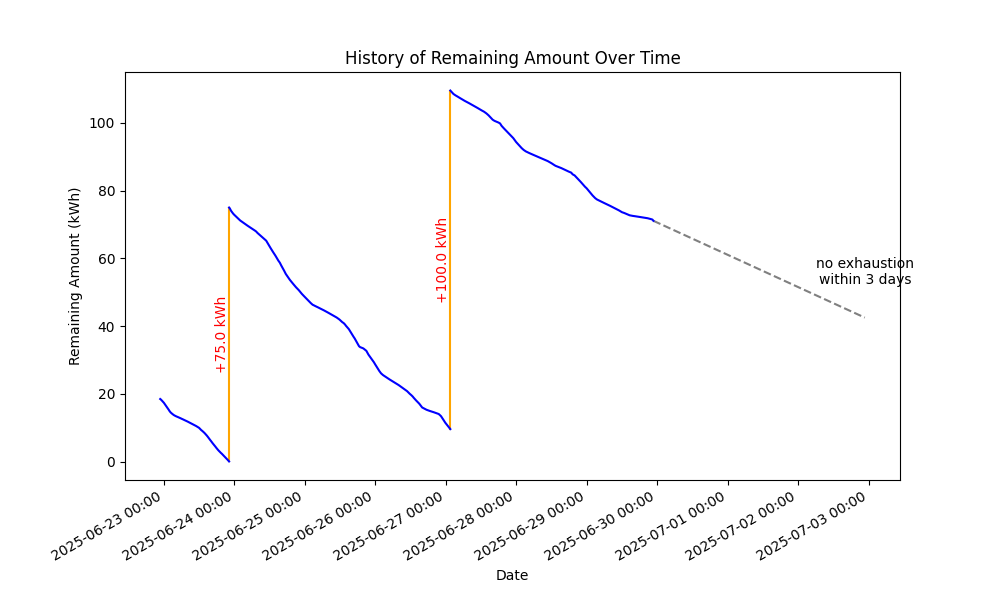 History of Remaining Amount Over Time
Remaining Amount (kWh)
100
80
60
40
20
0
+75.0 kWh
+100.0 kWh
no exhaustion
within 3 days
2025-06-23 00:00
2025-06-24 00:00
2025-06-25 00:00
2025-06-26 00:00
2025-06-27 00:00
2025-06-28 00:00
2025-06-29 00:00
2025-06-30 00:00
2025-07-01 00:00
2025-07-02 00:00
2025-07-03 00:00
Date